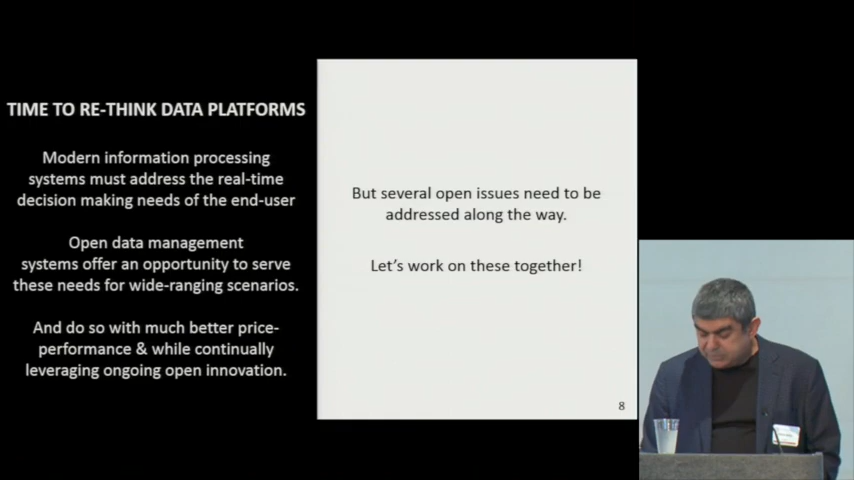 TIME TO RE-THINK DATA PLATFORMS
Modern information processing
systems must address the real-time
decision making needs of the end-user
Open data management
systems offer an opportunity to serve
these needs for wide-ranging scenarios.
And do so with much better price-
performance & while continually
leveraging ongoing open innovation.
But several open issues need to be
addressed along the way.
Let's work on these together!
8